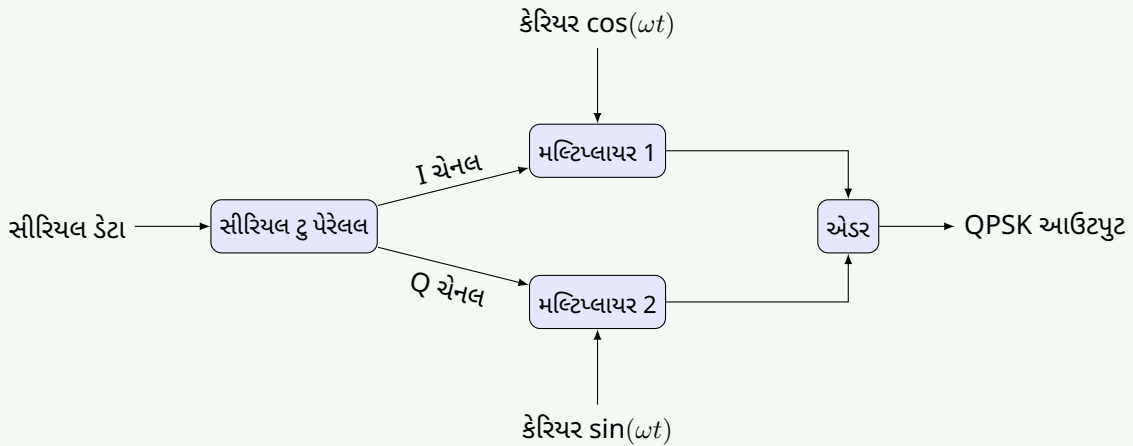 કેરિયર cos(ωt)
મલ્ટિપ્લાયર 1
I ચેનલ
સીરિયલ ડેટા
સીરિયલ ટુ પેરેલલ
એડર
QPSK આઉટપુટ
Q ચેનલ
મલ્ટિપ્લાયર 2
કેરિયર sin(ωt)